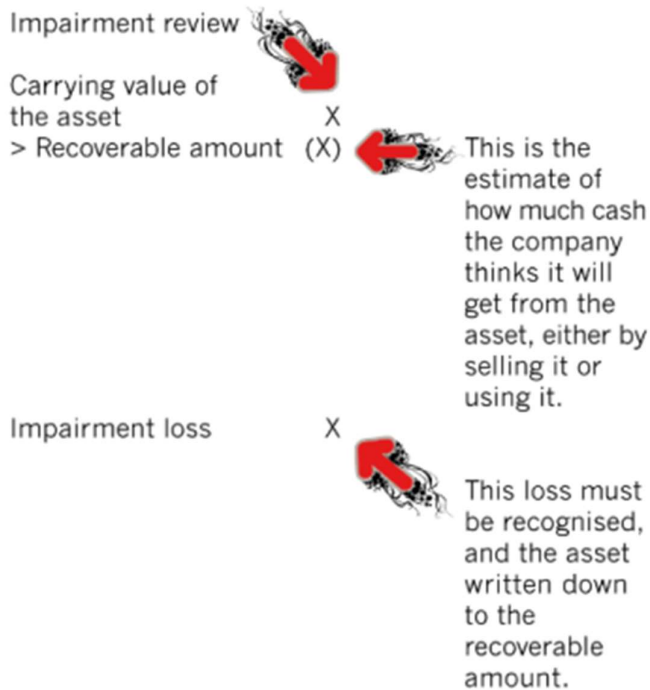 Impairment review
Carrying value of
the asset X
> Recoverable amount (X)
This is the
estimate of
how much cash
the company
thinks it will
get from the
asset, either by
selling it or
using it.
Impairment loss X
This loss must
be recognised,
and the asset
written down
to the
recoverable
amount.